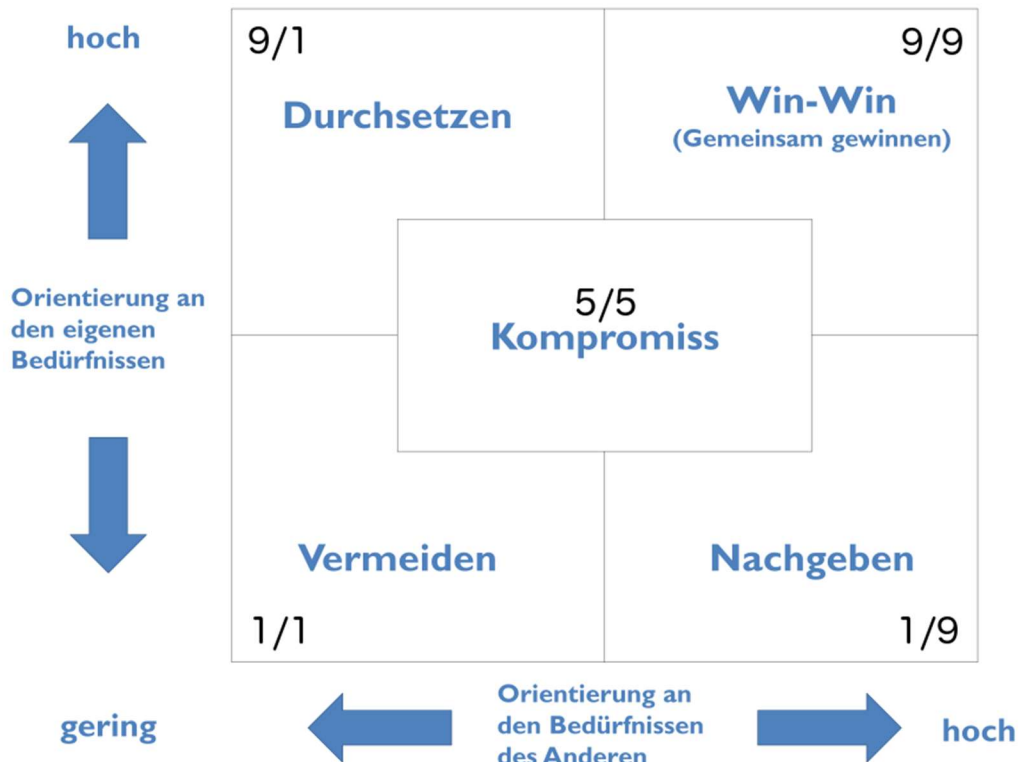 hoch
9/1
9/9
Durchsetzen
Win-Win
(Gemeinsam gewinnen)
Orientierung an
den eigenen
Bedürfnissen
5/5
Kompromiss
Vermeiden
Nachgeben
1/1
1/9
gering
Orientierung an
den Bedürfnissen
des Anderen
hoch